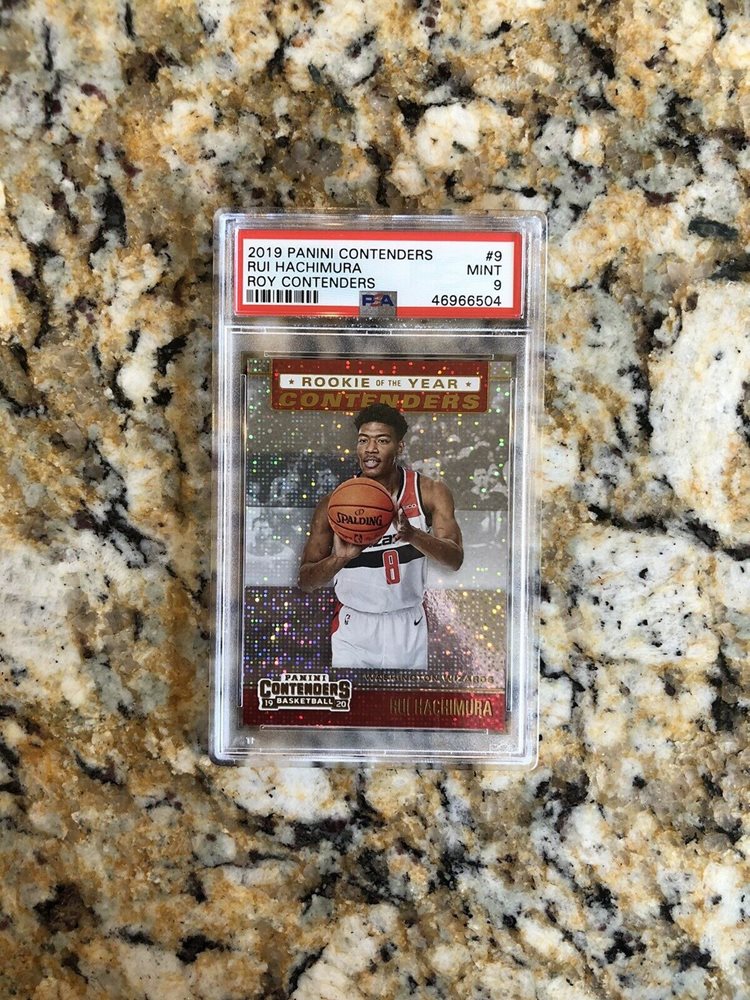 2019 PANINI CONTENDERS #9
RUI HACHIMURA MINT
ROY CONTENDERS 9
PSA 46966504
★ ROOKIE OF THE YEAR ★
CONTENDERS
SPALDING
8
WASHINGTON WIZARDS
PANINI
CONTENDERS
19 BASKETBALL 20
RUI HACHIMURA